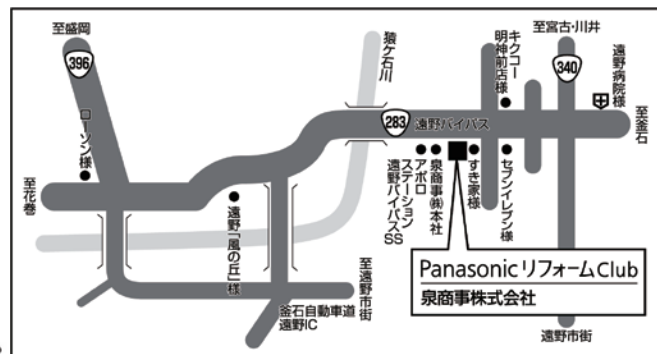 至盛岡
396
ローソン様
至花巻
遠野「風の丘」様
猿ケ石川
283
遠野バイパス
アポロ
ステーション
遠野バイパスSS
泉商事㈱本社
すき家様
キクコー
明神前店様
セブンイレブン様
至宮古・川井
340
遠野病院様
至釜石
Panasonic リフォーム Club
泉商事株式会社
至遠野市街
釜石自動車道
遠野IC
遠野市街